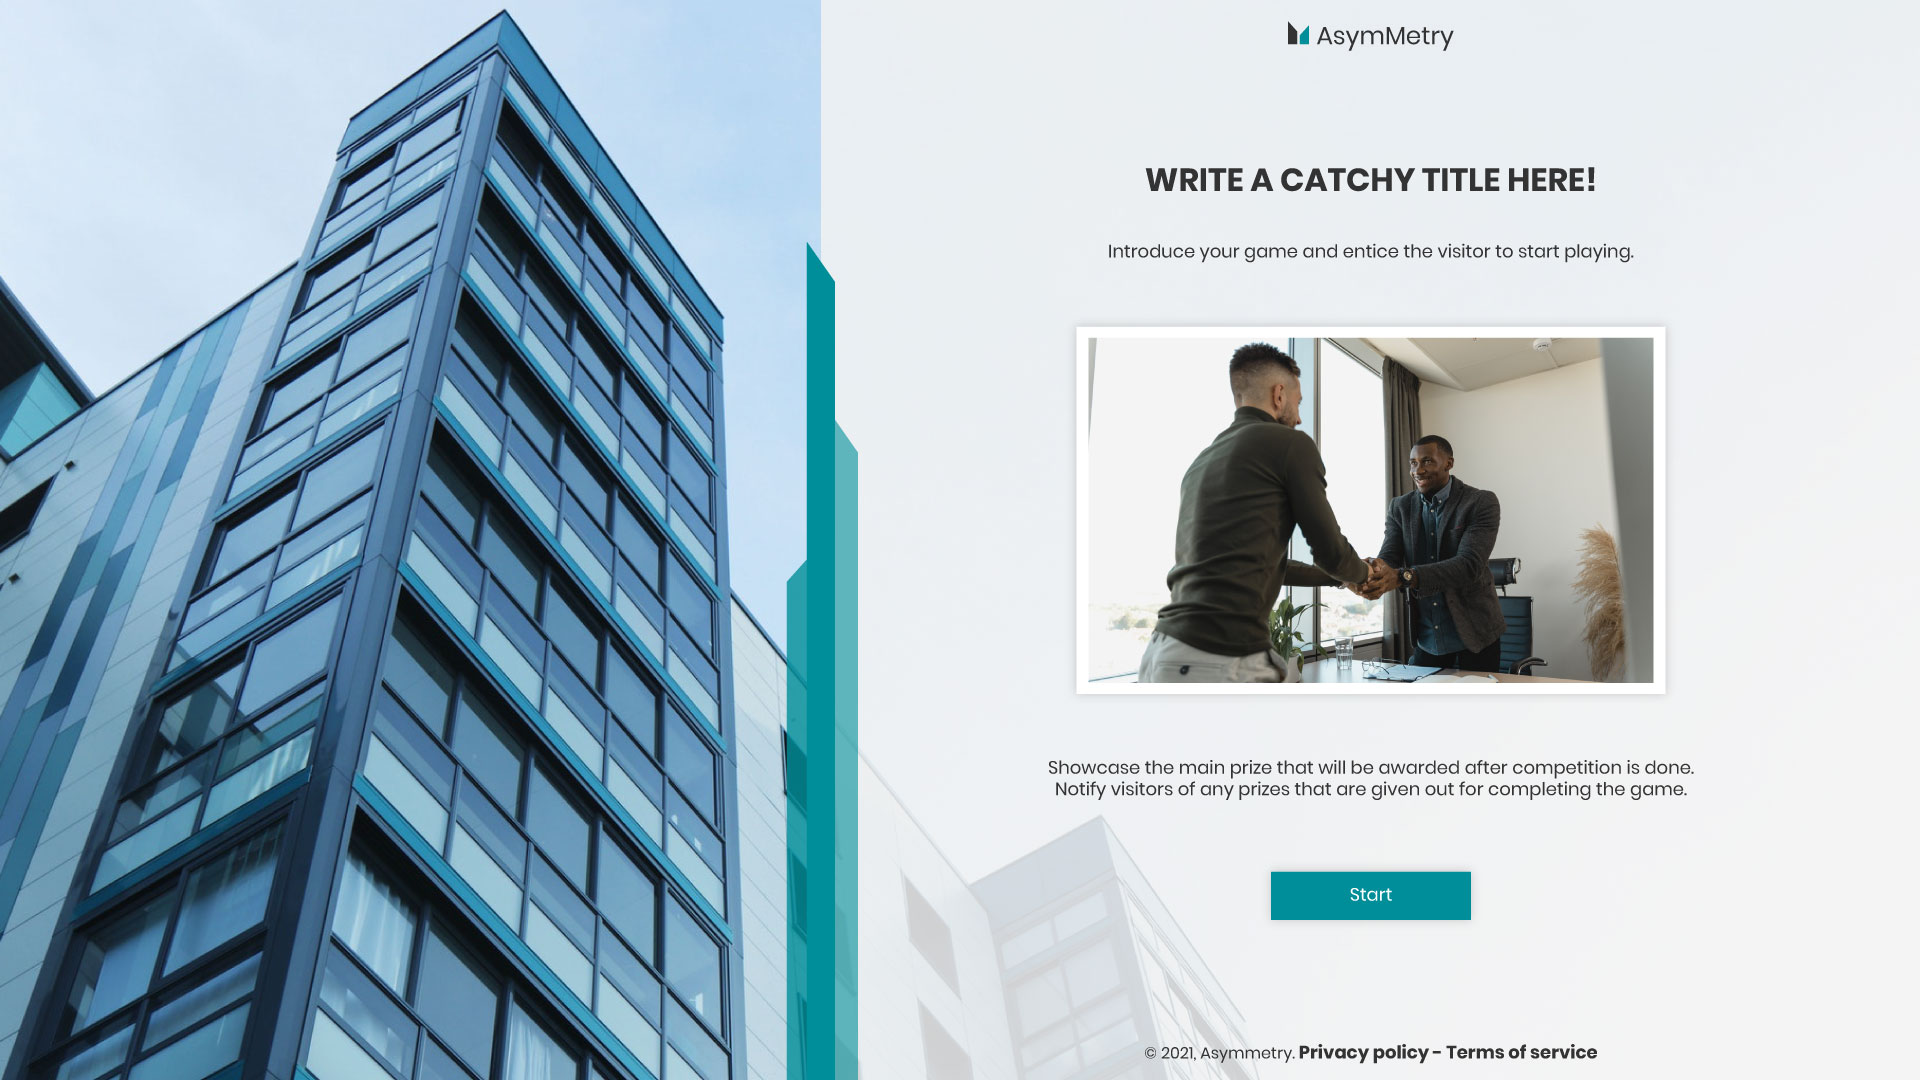 AsymMetry
WRITE A CATCHY TITLE HERE!
Introduce your game and entice the visitor to start playing.
Showcase the main prize that will be awarded after competition is done.
Notify visitors of any prizes that are given out for completing the game.
Start
© 2021, Asymmetry. Privacy policy - Terms of service